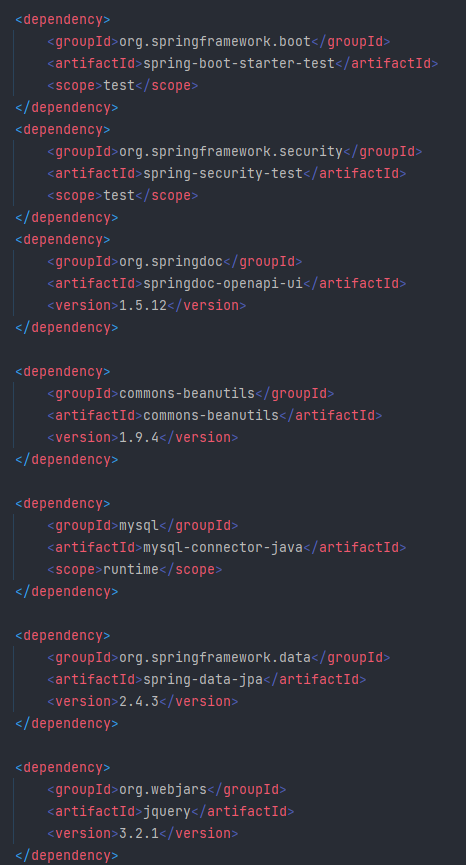 <dependency>
<groupId>org.springframework.boot</groupId>
<artifactId>spring-boot-starter-test</artifactId>
<scope>test</scope>
</dependency>
<dependency>
<groupId>org.springframework.security</groupId>
<artifactId>spring-security-test</artifactId>
<scope>test</scope>
</dependency>
<dependency>
<groupId>org.springdoc</groupId>
<artifactId>springdoc-openapi-ui</artifactId>
<version>1.5.12</version>
</dependency>
<dependency>
<groupId>commons-beanutils</groupId>
<artifactId>commons-beanutils</artifactId>
<version>1.9.4</version>
</dependency>
<dependency>
<groupId>mysql</groupId>
<artifactId>mysql-connector-java</artifactId>
<scope>runtime</scope>
</dependency>
<dependency>
<groupId>org.springframework.data</groupId>
<artifactId>spring-data-jpa</artifactId>
<version>2.4.3</version>
</dependency>
<dependency>
<groupId>org.webjars</groupId>
<artifactId>jquery</artifactId>
<version>3.2.1</version>
</dependency>